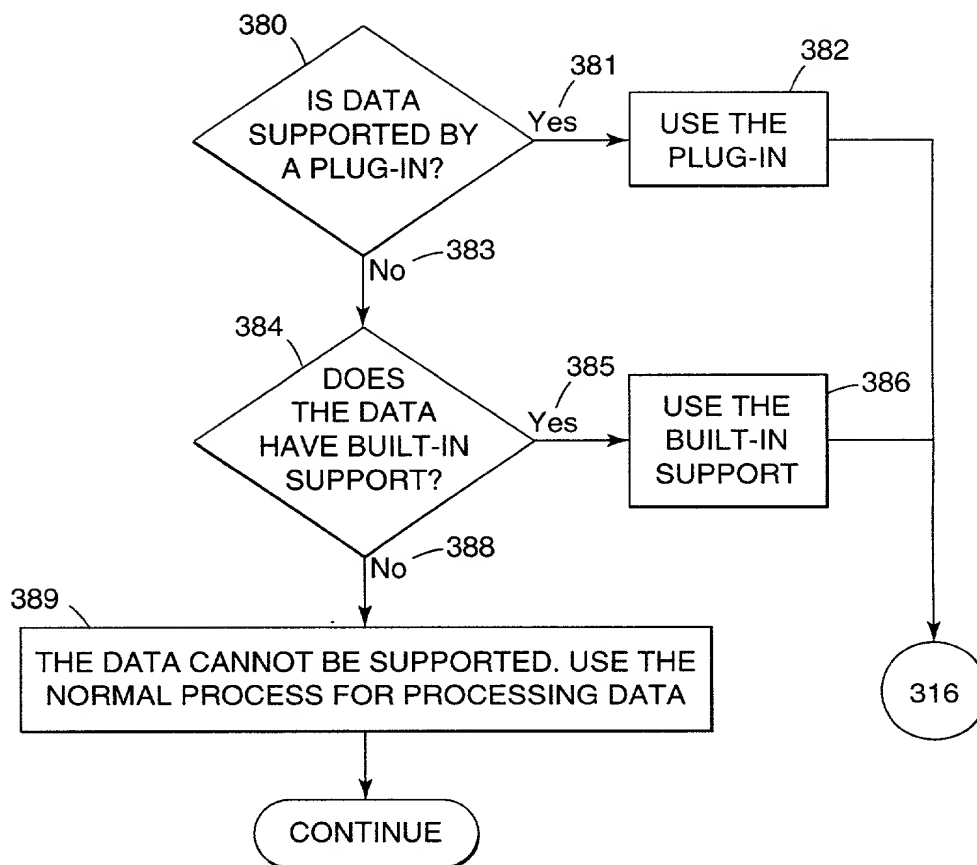 380
IS DATA
SUPPORTED BY
A PLUG-IN?
381
Yes
382
USE THE
PLUG-IN
No
383
384
DOES
THE DATA
HAVE BUILT-IN
SUPPORT?
385
Yes
386
USE THE
BUILT-IN
SUPPORT
No
388
389
THE DATA CANNOT BE SUPPORTED. USE THE
NORMAL PROCESS FOR PROCESSING DATA
316
CONTINUE